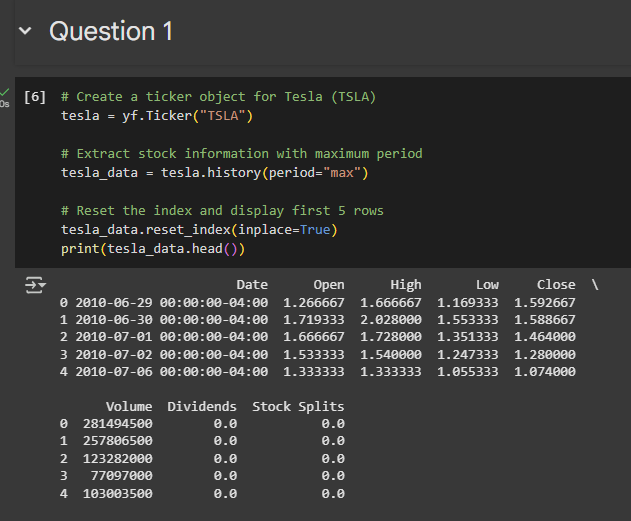 Question 1
[6] # Create a ticker object for Tesla (TSLA)
0s tesla = yf.Ticker("TSLA")
# Extract stock information with maximum period
tesla_data = tesla.history(period="max")
# Reset the index and display first 5 rows
tesla_data.reset_index(inplace=True)
print(tesla_data.head())
Date Open High Low Close \
0 2010-06-29 00:00:00-04:00 1.266667 1.666667 1.169333 1.592667
1 2010-06-30 00:00:00-04:00 1.719333 2.028000 1.553333 1.588667
2 2010-07-01 00:00:00-04:00 1.666667 1.728000 1.351333 1.464000
3 2010-07-02 00:00:00-04:00 1.533333 1.540000 1.247333 1.280000
4 2010-07-06 00:00:00-04:00 1.333333 1.333333 1.055333 1.074000
Volume Dividends Stock Splits
0 281494500 0.0 0.0
1 257806500 0.0 0.0
2 123282000 0.0 0.0
3 77097000 0.0 0.0
4 103003500 0.0 0.0